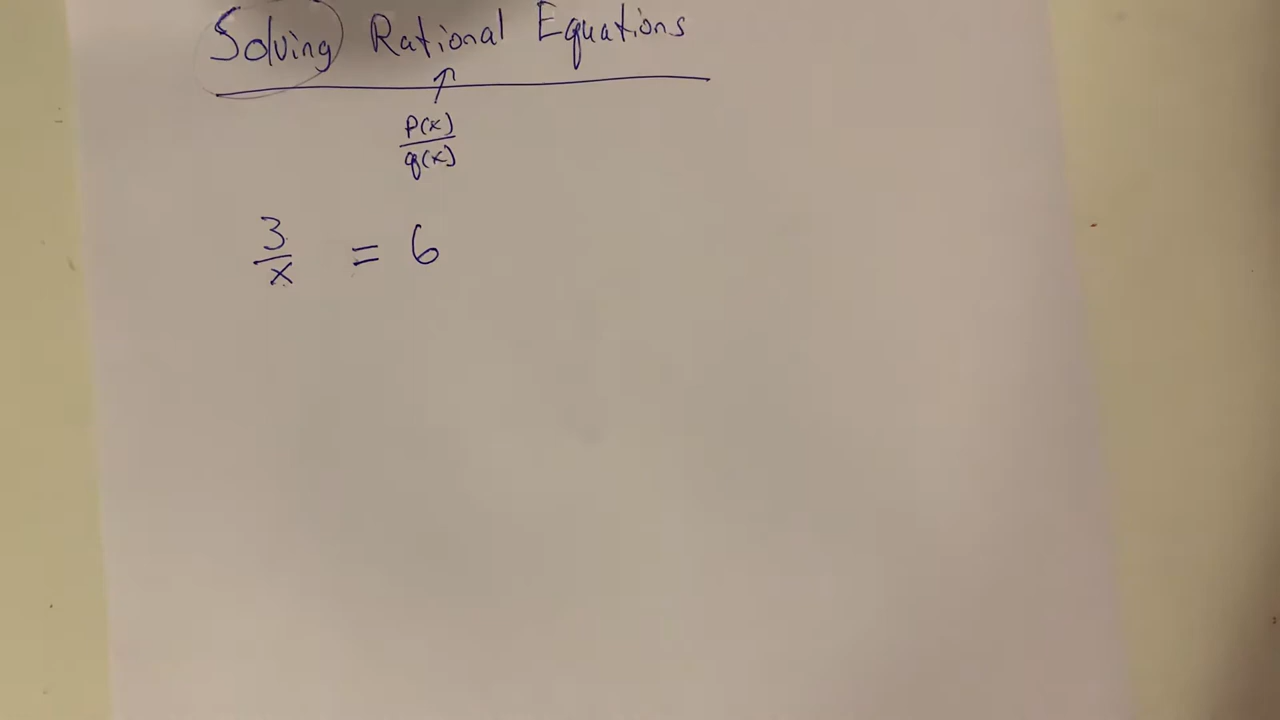 Solving Rational Equations
p(x)
q(x)
3/x = 6